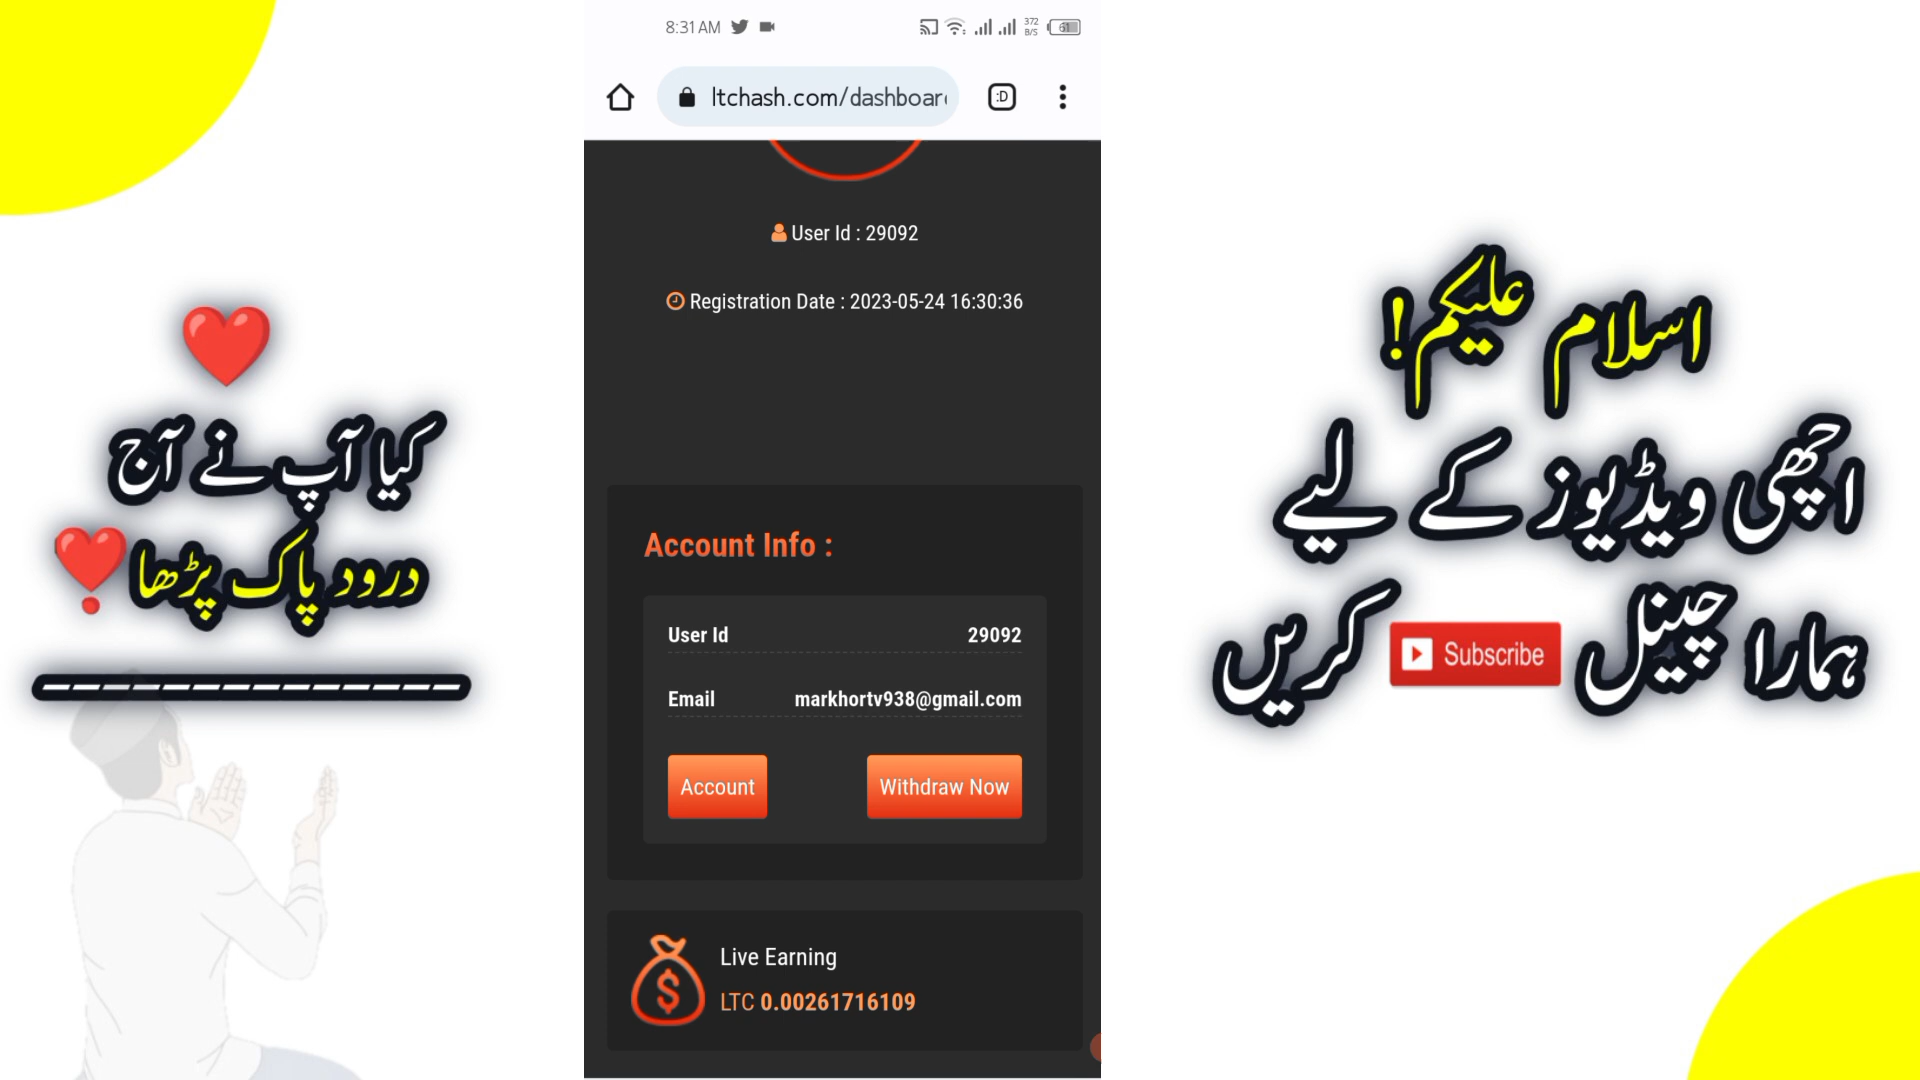 8:31 AM
372 B/S
61
ltchash.com/dashboar
:D
User Id : 29092
Registration Date : 2023-05-24 16:30:36
Account Info :
User Id 29092
Email markhortv938@gmail.com
Account Withdraw Now
Live Earning
LTC 0.00261716109
کیا آپ نے آج
درود پاک پڑھا
اسلام علیکم!
اچھی ویڈیوز کے لیے
ہمارا چینل Subscribe کریں